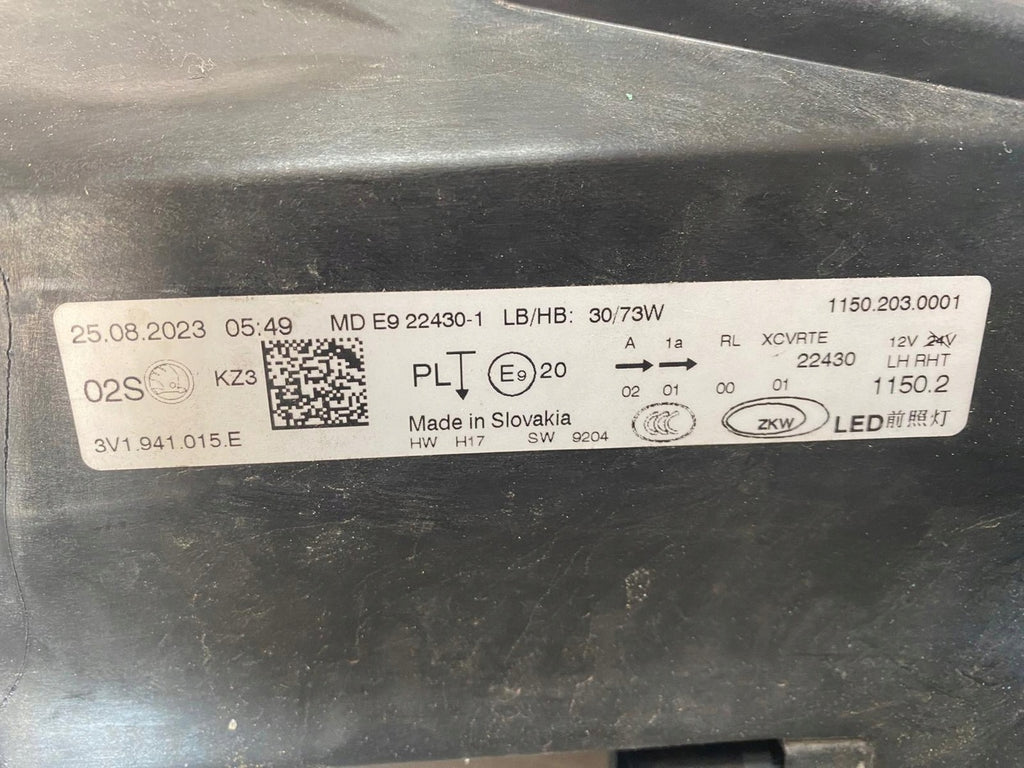 25.08.2023 05:49 MD E9 22430-1 LB/HB: 30/73W 1150.203.0001
A 1a RL XCVRTE 12V 24V
02S KZ3 PL E9 20 22430 LH RHT
02 01 00 01 1150.2
3V1.941.015.E Made in Slovakia CCC ZKW LED前照灯
HW H17 SW 9204